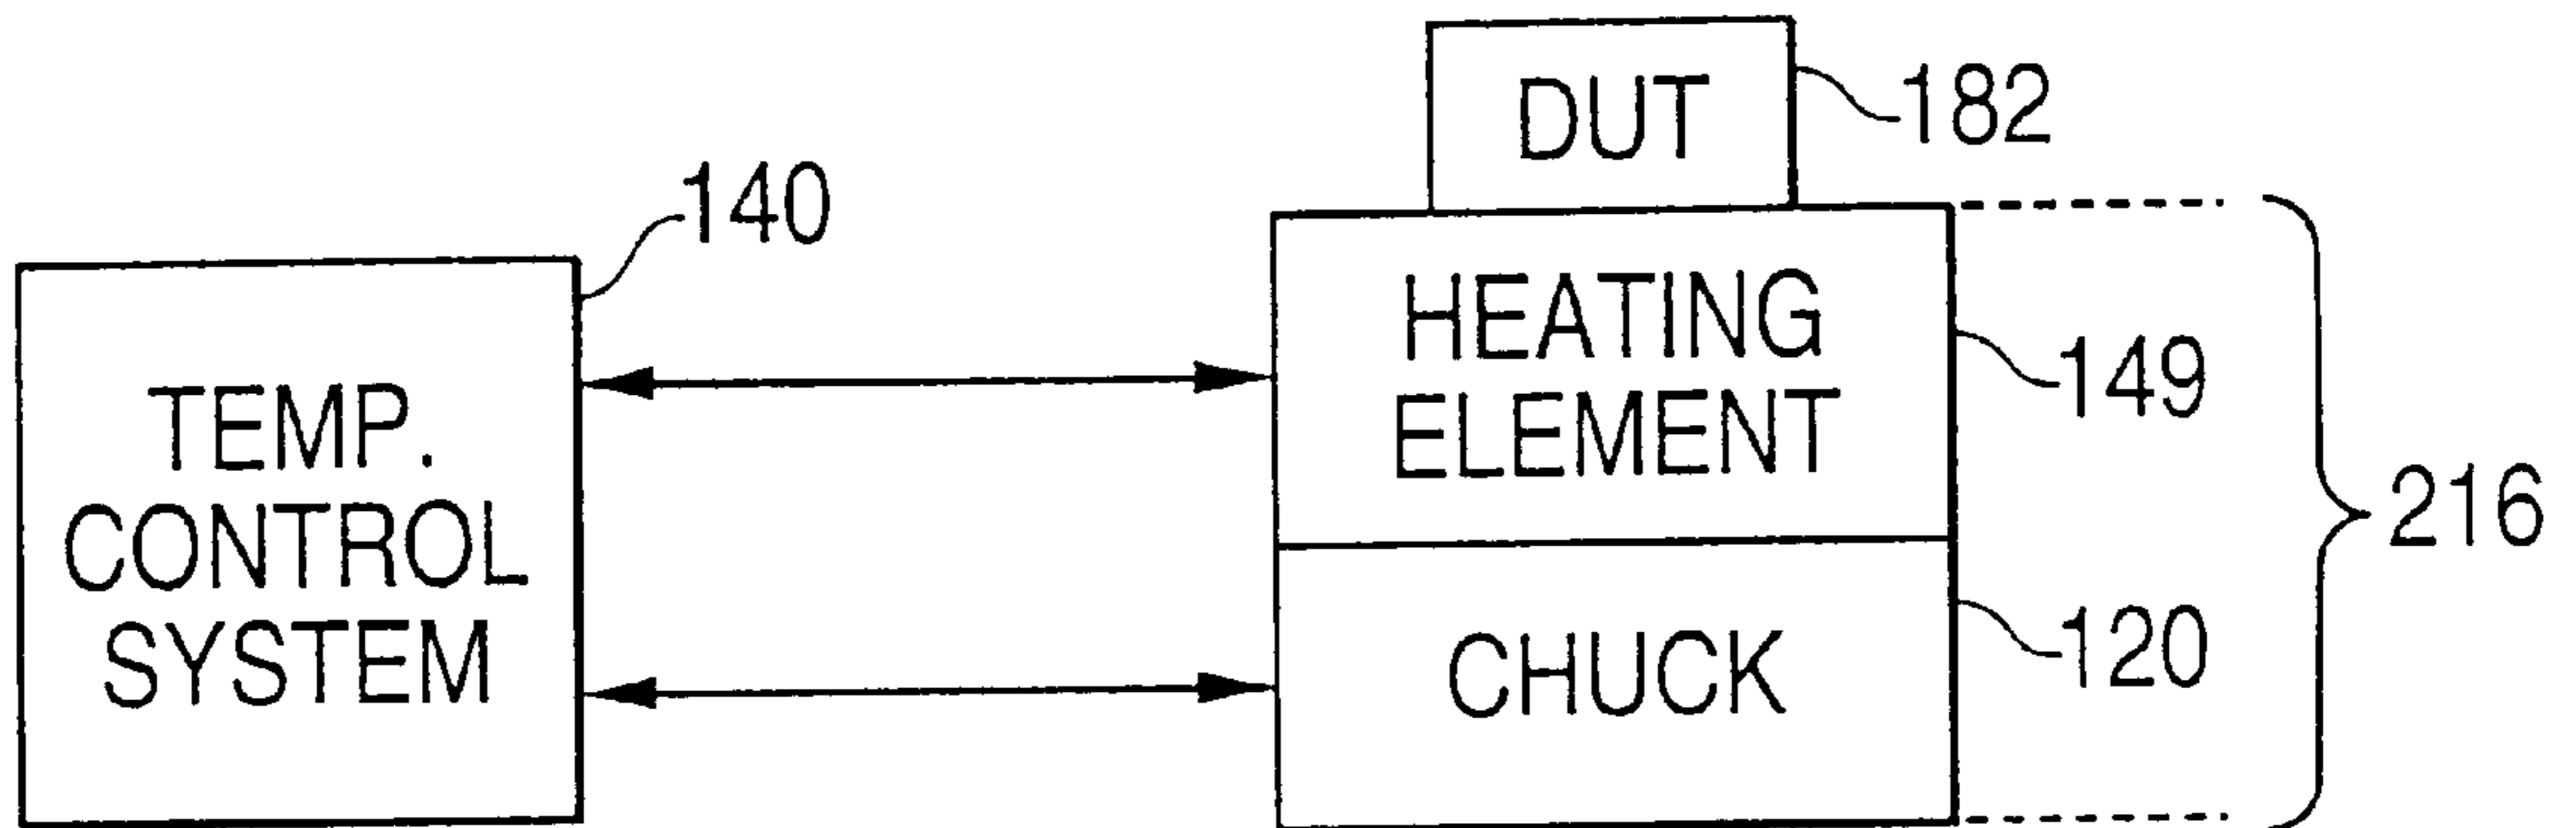 DUT
182
140
HEATING
ELEMENT
149
TEMP.
CONTROL
SYSTEM
216
CHUCK
120